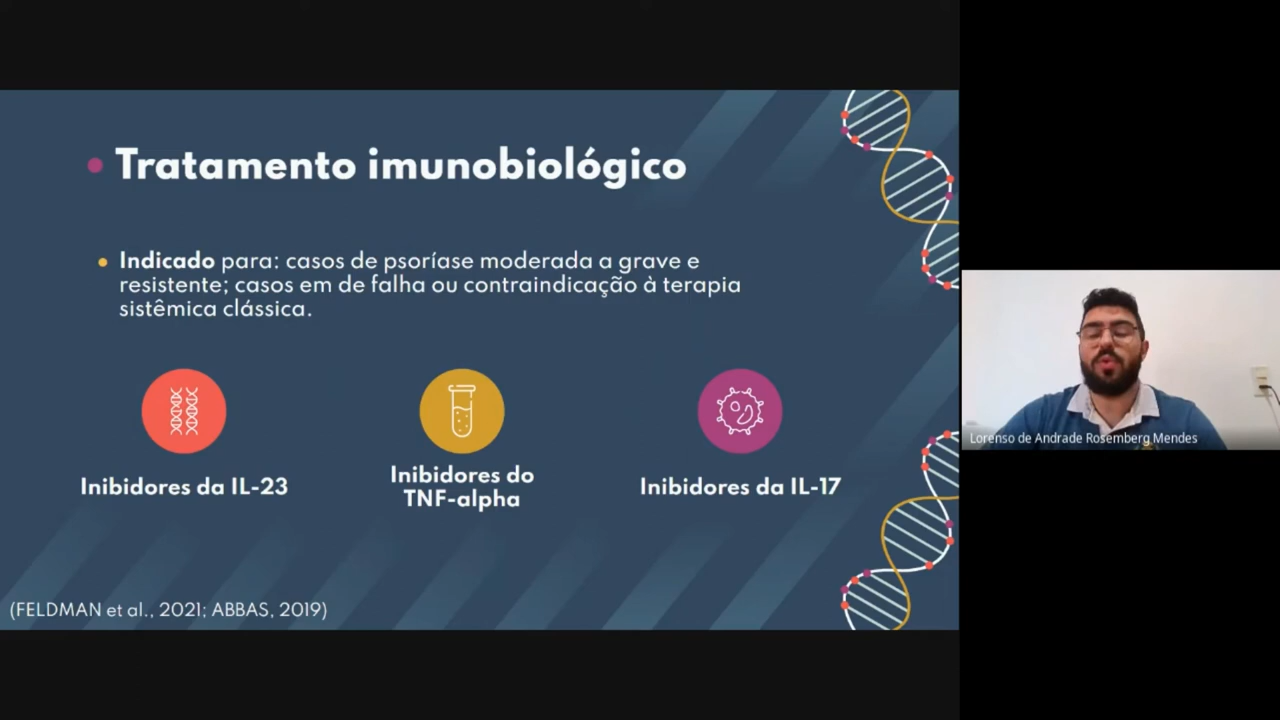 Tratamento imunobiológico
Indicado para: casos de psoríase moderada a grave e
resistente; casos em de falha ou contraindicação à terapia
sistêmica clássica.
Inibidores da IL-23
Inibidores do
TNF-alpha
Inibidores da IL-17
(FELDMAN et al., 2021; ABBAS, 2019)
Lorenso de Andrade Rosemberg Mendes